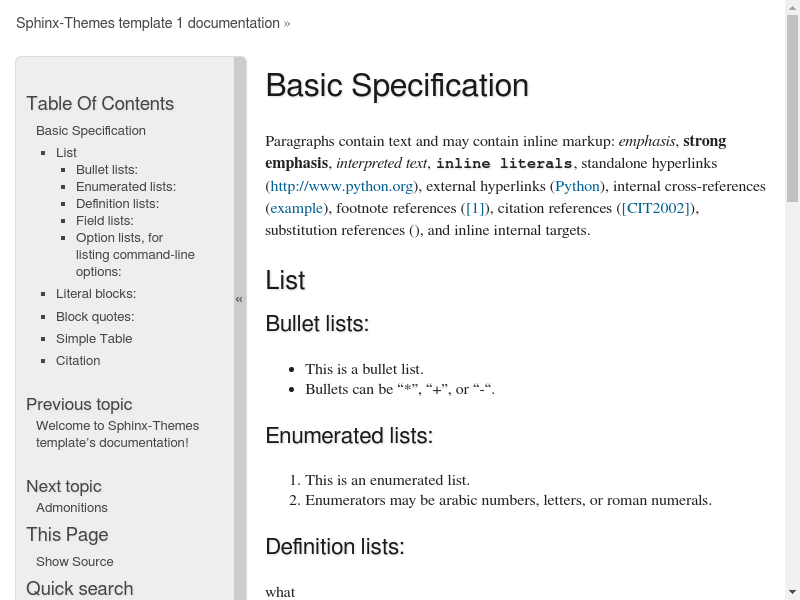 Sphinx-Themes template 1 documentation »
Table Of Contents
Basic Specification
List
Bullet lists:
Enumerated lists:
Definition lists:
Field lists:
Option lists, for
listing command-line
options:
Literal blocks:
Block quotes:
Simple Table
Citation
Previous topic
Welcome to Sphinx-Themes
template's documentation!
Next topic
Admonitions
This Page
Show Source
Quick search
«
Basic Specification
Paragraphs contain text and may contain inline markup: emphasis, strong
emphasis, interpreted text, inline literals, standalone hyperlinks
(http://www.python.org), external hyperlinks (Python), internal cross-references
(example), footnote references ([1]), citation references ([CIT2002]),
substitution references (), and inline internal targets.
List
Bullet lists:
• This is a bullet list.
• Bullets can be “*”, “+”, or “-“.
Enumerated lists:
1. This is an enumerated list.
2. Enumerators may be arabic numbers, letters, or roman numerals.
Definition lists:
what